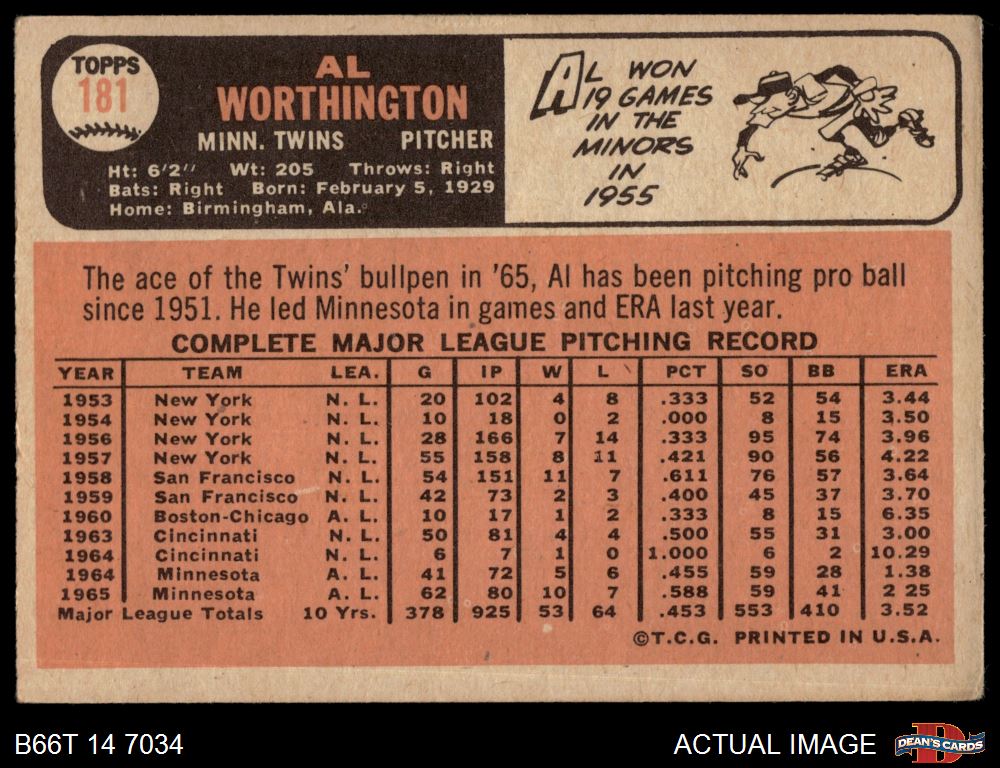 TOPPS
181
AL
WORTHINGTON
MINN. TWINS PITCHER
Ht: 6'2" Wt: 205 Throws: Right
Bats: Right Born: February 5, 1929
Home: Birmingham, Ala.
AL WON
19 GAMES
IN THE
MINORS
IN
1955
The ace of the Twins' bullpen in '65, Al has been pitching pro ball
since 1951. He led Minnesota in games and ERA last year.
COMPLETE MAJOR LEAGUE PITCHING RECORD
YEAR TEAM LEA. G IP W L PCT SO BB ERA
1953 New York N. L. 20 102 4 8 .333 52 54 3.44
1954 New York N. L. 10 18 0 2 .000 8 15 3.50
1956 New York N. L. 28 166 7 14 .333 95 74 3.96
1957 New York N. L. 55 158 8 11 .421 90 56 4.22
1958 San Francisco N. L. 54 151 11 7 .611 76 57 3.64
1959 San Francisco N. L. 42 73 2 3 .400 45 37 3.70
1960 Boston-Chicago A. L. 10 17 1 2 .333 8 15 6.35
1963 Cincinnati N. L. 50 81 4 4 .500 55 31 3.00
1964 Cincinnati N. L. 6 7 1 0 1.000 6 2 10.29
1964 Minnesota A. L. 41 72 5 6 .455 59 28 1.38
1965 Minnesota A. L. 62 80 10 7 .588 59 41 2 25
Major League Totals 10 Yrs. 378 925 53 64 .453 553 410 3.52
©T.C.G. PRINTED IN U.S.A.
B66T 14 7034
ACTUAL IMAGE
DEAN'S CARDS